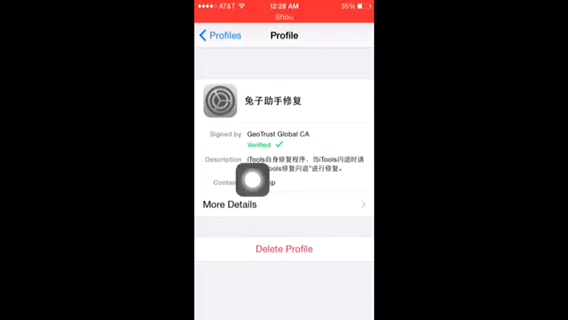 AT&T 12:28 AM 35%
Shou
Profiles Profile
兔子助手修复
Signed by GeoTrust Global CA
Verified
Description iTools自身修复程序,当iTools闪退时请
ools修复闪退"进行修复。
Contain
More Details
Delete Profile